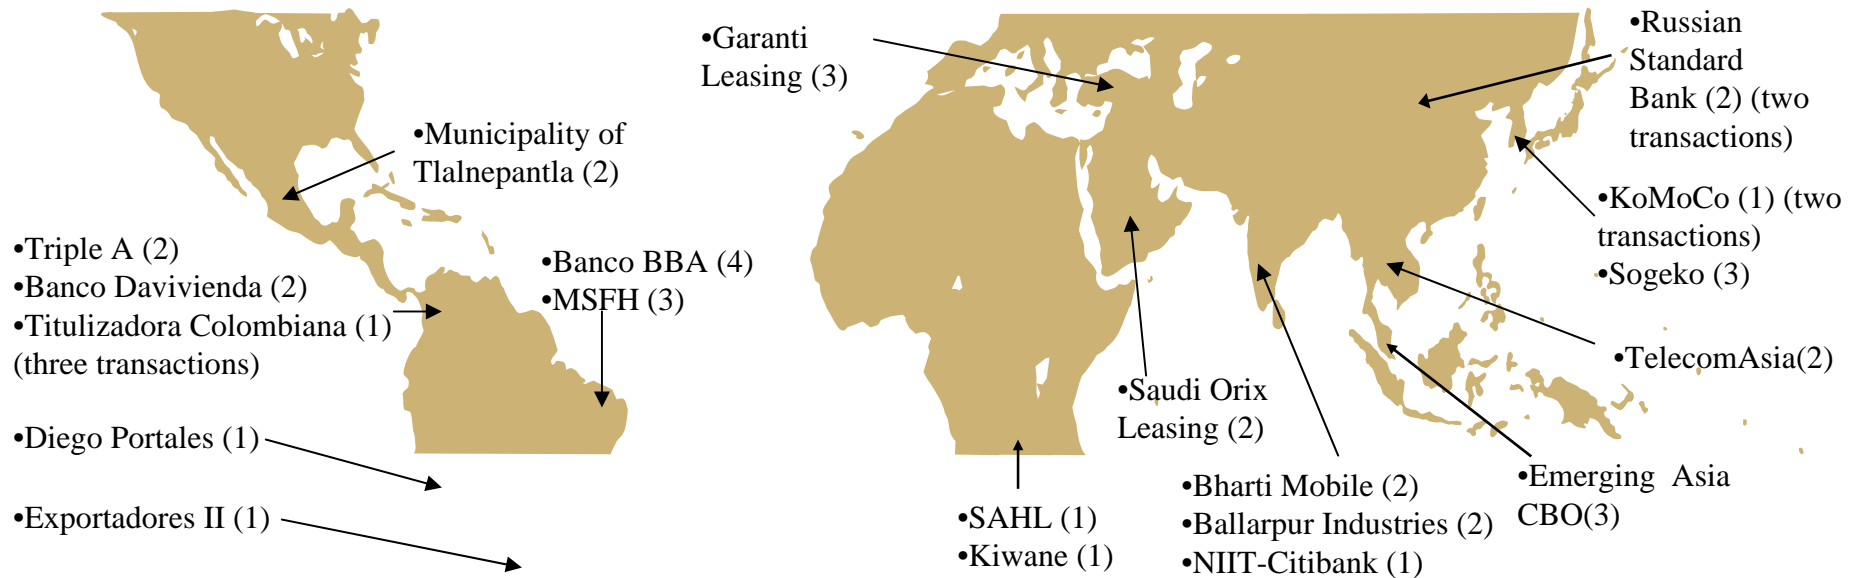 •Garanti
Leasing (3)
•Russian
Standard
Bank (2) (two
transactions)
•Municipality of
Tlalnepantla (2)
•KoMoCo (1) (two
transactions)
•Sogeko (3)
•Triple A (2)
•Banco Davivienda (2)
•Titulizadora Colombiana (1)
(three transactions)
•Banco BBA (4)
•MSFH (3)
•TelecomAsia(2)
•Saudi Orix
Leasing (2)
•Diego Portales (1)
•Exportadores II (1)
•SAHL (1)
•Kiwane (1)
•Bharti Mobile (2)
•Ballarpur Industries (2)
•NIIT-Citibank (1)
•Emerging Asia
CBO(3)